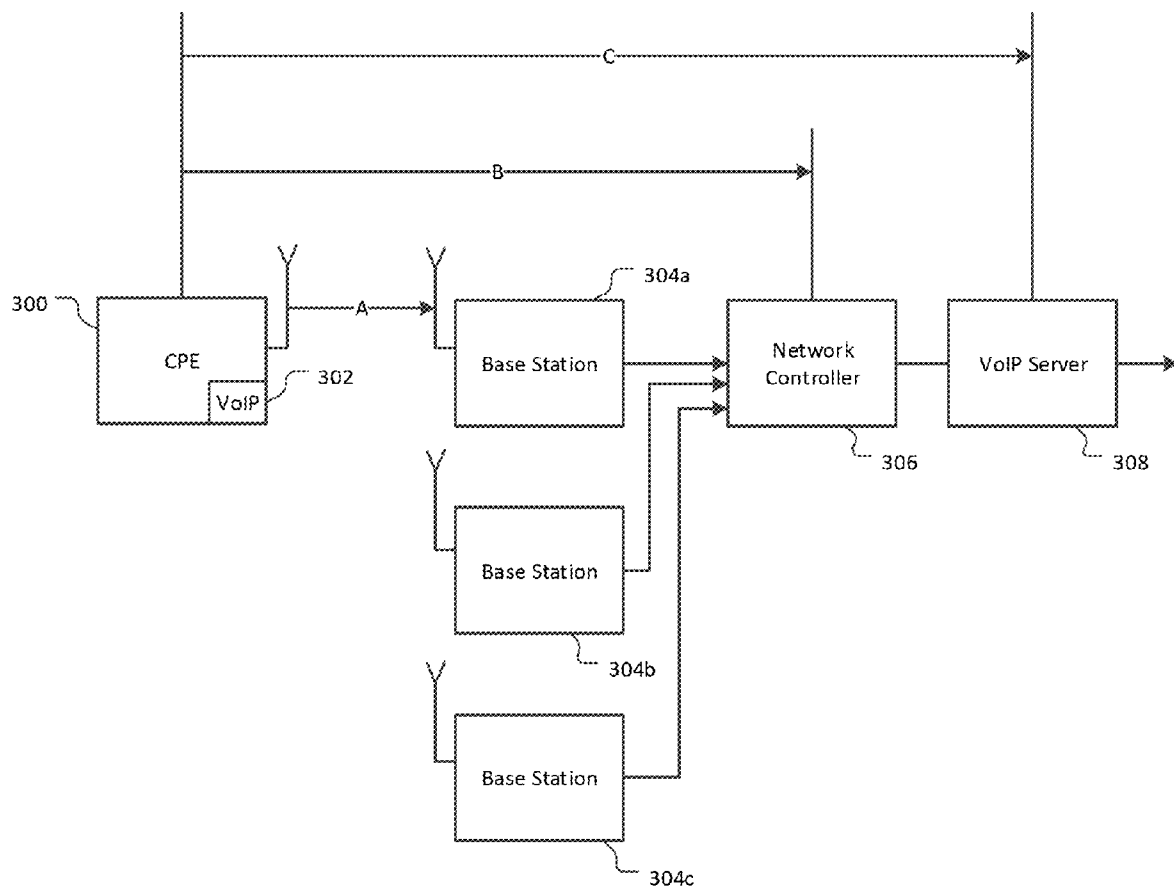 C
B
304a
300
A
CPE
Base Station
Network
Controller
VoIP Server
302
VoIP
306
308
Base Station
304b
Base Station
304c